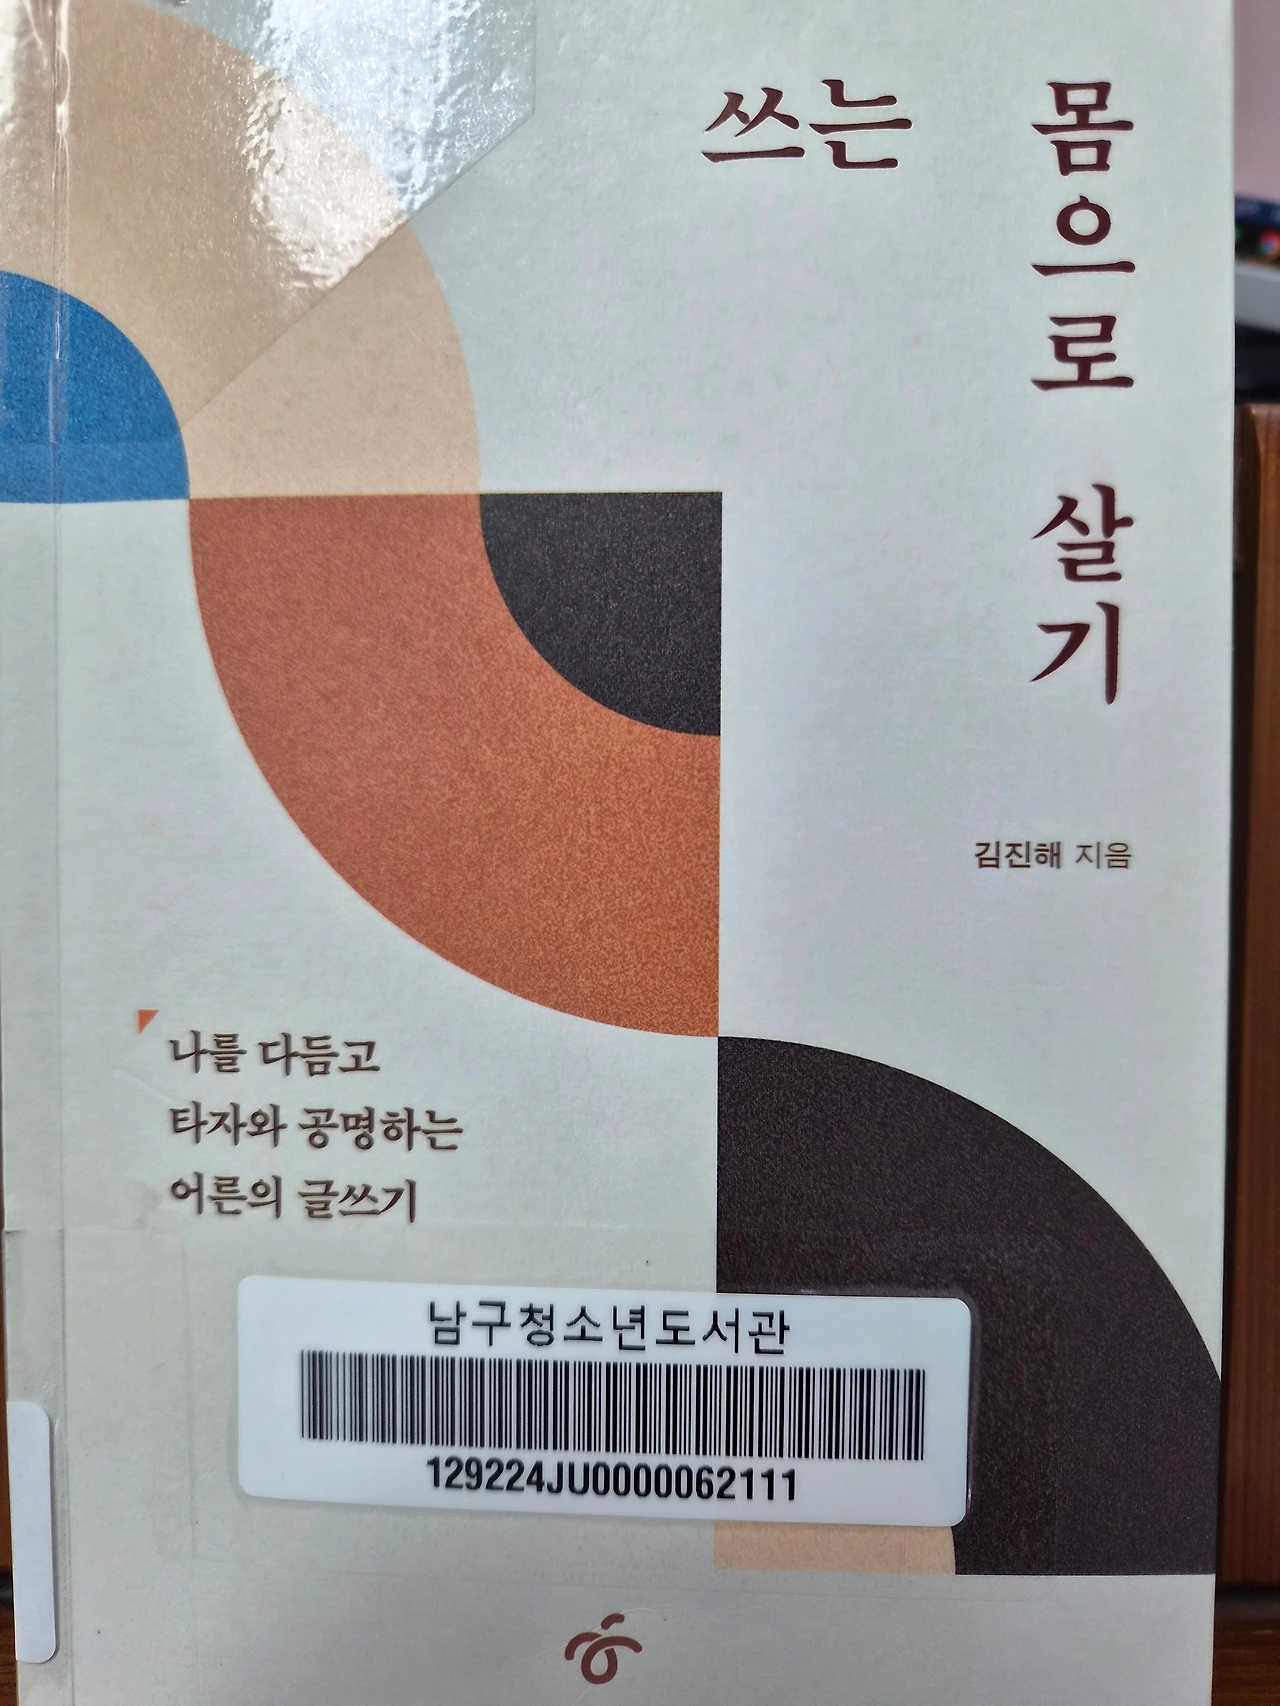 쓰는
몸으로
살기
김진해 지음
나를 다듬고
타자와 공명하는
어른의 글쓰기
남구청소년도서관
129224JU0000062111